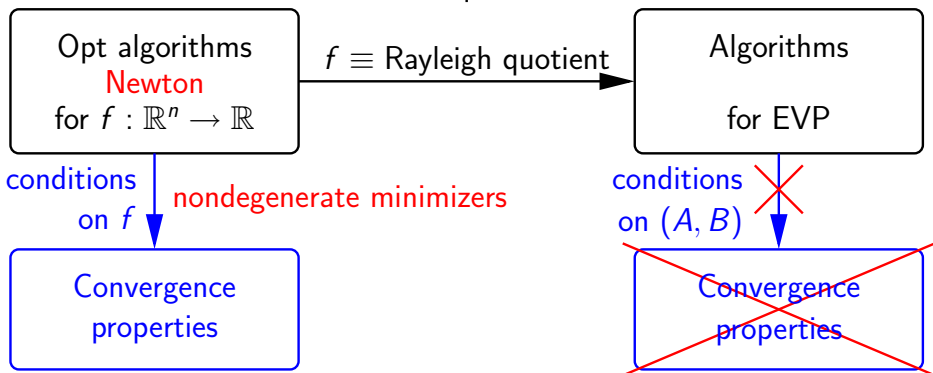 Opt algorithms
Newton
for f : ℝⁿ → ℝ
f ≡ Rayleigh quotient
Algorithms
for EVP
conditions
on f
nondegenerate minimizers
conditions
on (A, B)
Convergence
properties
Convergence
properties